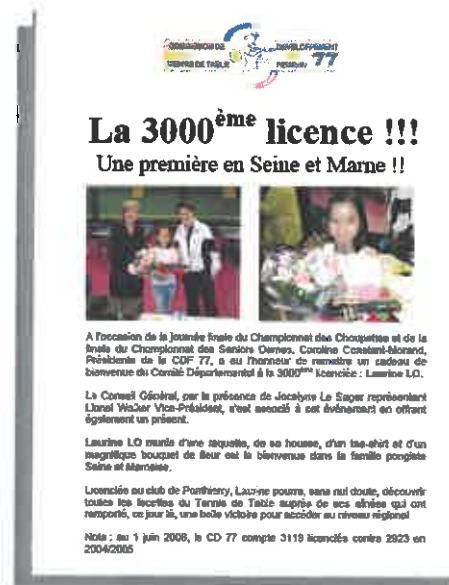 COMMISSION DE DEVELOPPEMENT
TENNIS DE TABLE FEMININ 77
La 3000ème licence !!!
Une première en Seine et Marne !!
A l'occasion de la journée finale du Championnat des Choupettes et de la
finale du Championnat des Seniors Dames, Caroline Constant-Morand,
Présidente de la CDF 77, a eu l'honneur de remettre un cadeau de
bienvenue du Comité Départemental à la 3000ème licenciée : Laurine LO.
Le Conseil Général, par la présence de Jocelyne Le Sager représentant
Lionel Walker Vice-Président, s'est associé à cet événement en offrant
également un présent.
Laurine LO munie d'une raquette, de sa housse, d'un tee-shirt et d'un
magnifique bouquet de fleur est la bienvenue dans la famille pongiste
Seine et Marnaise.
Licenciée au club de Ponthierry, Laurine pourra, sans nul doute, découvrir
toutes les facettes du Tennis de Table auprès de ses aînées qui ont
remporté, ce jour là, une belle victoire pour accéder au niveau régional
Nota : au 1 juin 2006, le CD 77 compte 3119 licenciés contre 2923 en
2004/2005